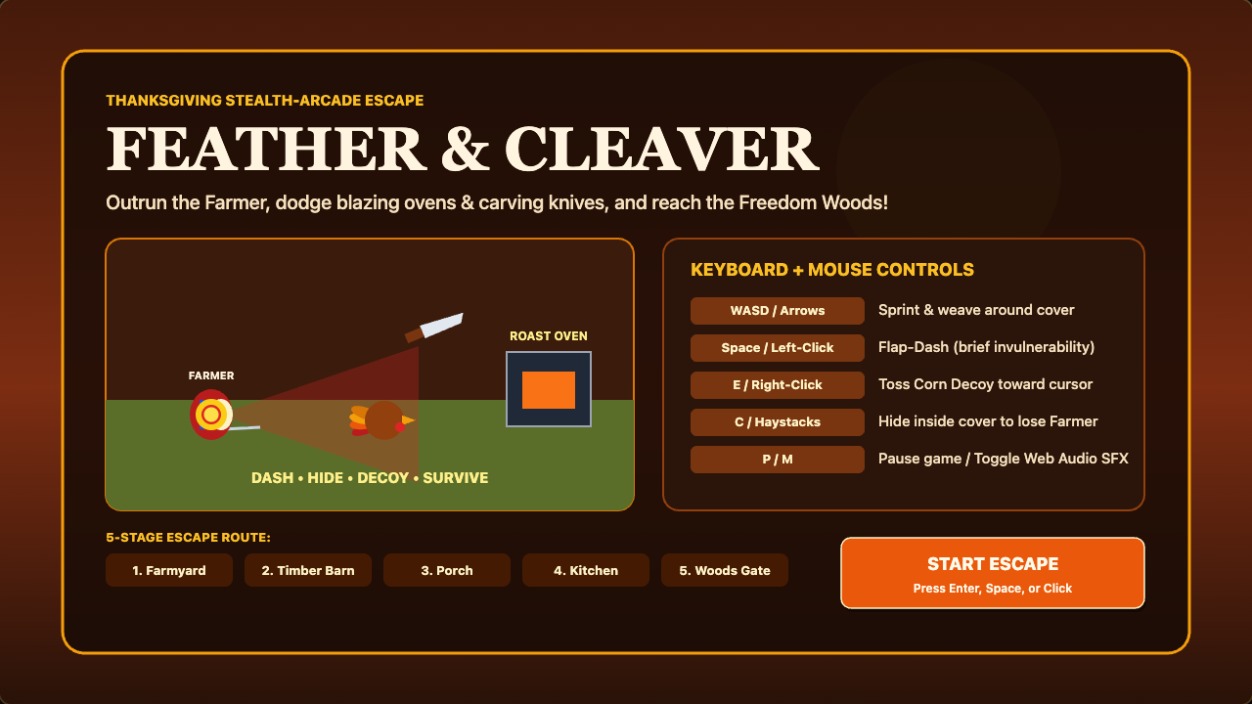 THANKSGIVING STEALTH-ARCADE ESCAPE
FEATHER & CLEAVER
Outrun the Farmer, dodge blazing ovens & carving knives, and reach the Freedom Woods!
FARMER
ROAST OVEN
DASH • HIDE • DECOY • SURVIVE
KEYBOARD + MOUSE CONTROLS
WASD / Arrows Sprint & weave around cover
Space / Left-Click Flap-Dash (brief invulnerability)
E / Right-Click Toss Corn Decoy toward cursor
C / Haystacks Hide inside cover to lose Farmer
P / M Pause game / Toggle Web Audio SFX
5-STAGE ESCAPE ROUTE:
1. Farmyard 2. Timber Barn 3. Porch 4. Kitchen 5. Woods Gate
START ESCAPE
Press Enter, Space, or Click